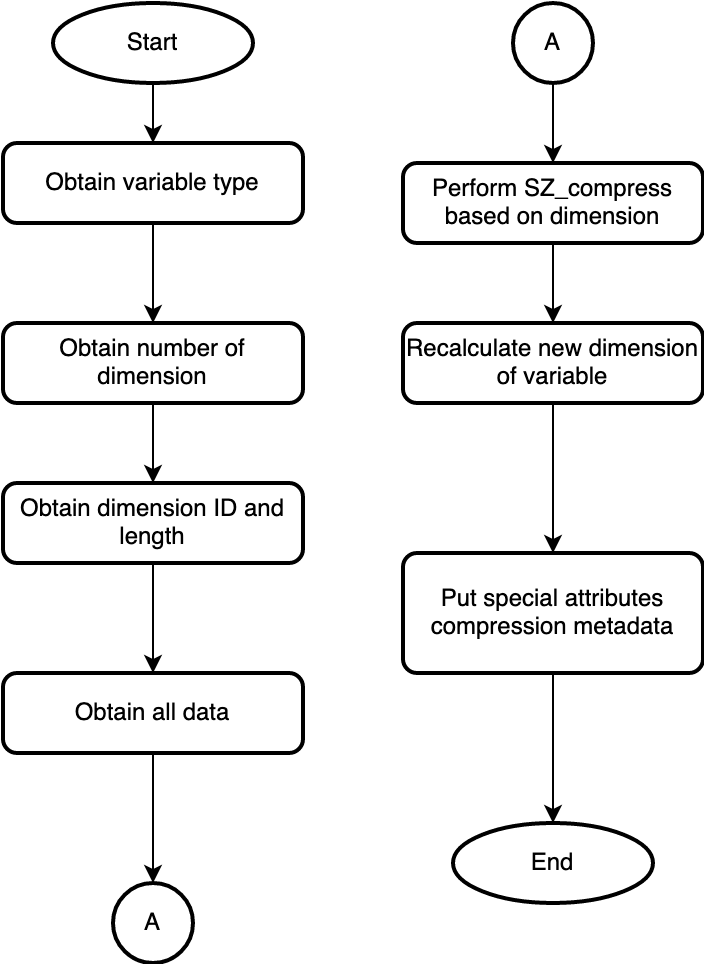 Start
Obtain variable type
Obtain number of
dimension
Obtain dimension ID and
length
Obtain all data
A
A
Perform SZ_compress
based on dimension
Recalculate new dimension
of variable
Put special attributes
compression metadata
End